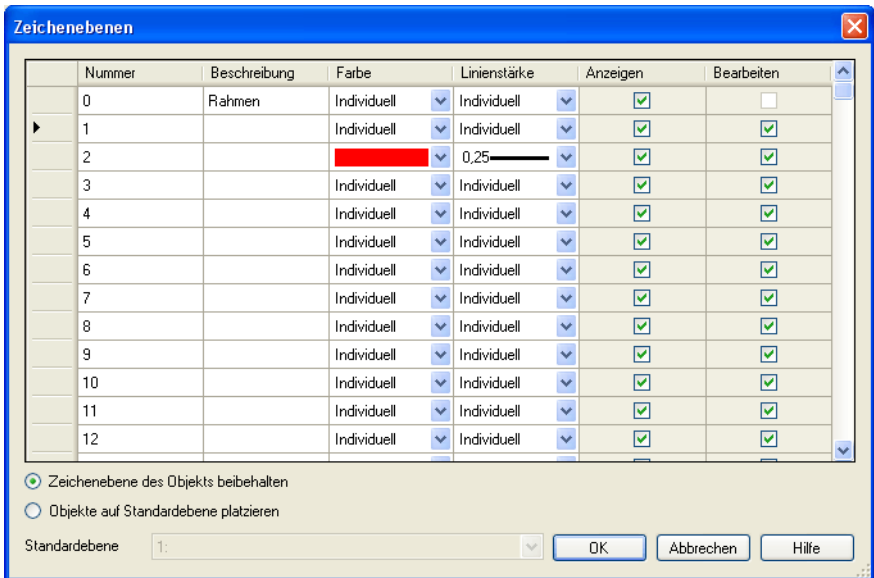 Zeichenebenen
Nummer Beschreibung Farbe Linienstärke Anzeigen Bearbeiten
0 Rahmen Individuell Individuell
1 Individuell Individuell
2 0,25
3 Individuell Individuell
4 Individuell Individuell
5 Individuell Individuell
6 Individuell Individuell
7 Individuell Individuell
8 Individuell Individuell
9 Individuell Individuell
10 Individuell Individuell
11 Individuell Individuell
12 Individuell Individuell
Zeichenebene des Objekts beibehalten
Objekte auf Standardebene platzieren
Standardebene 1: OK Abbrechen Hilfe